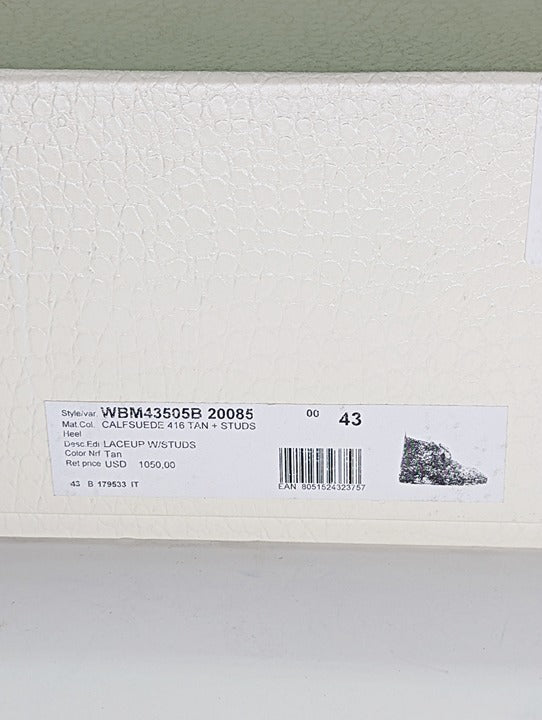 Style/var. WBM43505B 20085 00 43
Mat.Col. CALFSUEDE 416 TAN + STUDS
Heel
Desc.Edi LACEUP W/STUDS
Color Nrf Tan
Ret price USD 1050,00
43 B 179533 IT
EAN 8051524323757